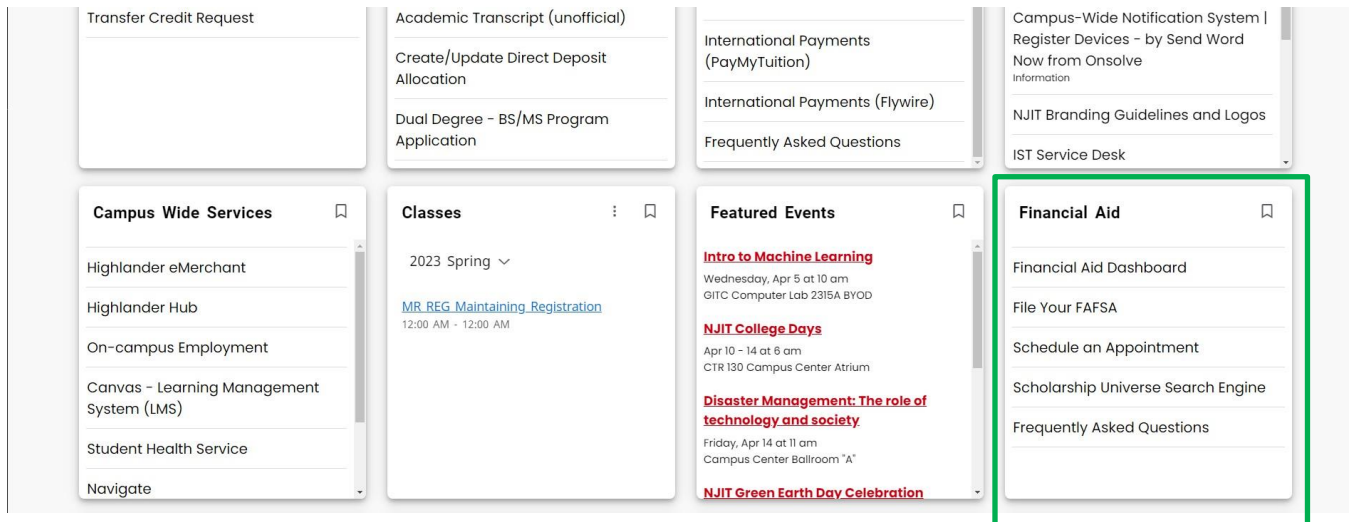 Transfer Credit Request
Academic Transcript (unofficial)
Create/Update Direct Deposit
Allocation
Dual Degree - BS/MS Program
Application
International Payments
(PayMyTuition)
International Payments (Flywire)
Frequently Asked Questions
Campus-Wide Notification System |
Register Devices - by Send Word
Now from Onsolve
Information
NJIT Branding Guidelines and Logos
IST Service Desk
Campus Wide Services
Highlander eMerchant
Highlander Hub
On-campus Employment
Canvas - Learning Management
System (LMS)
Student Health Service
Navigate
Classes
2023 Spring
MR REG Maintaining Registration
12:00 AM - 12:00 AM
Featured Events
Intro to Machine Learning
Wednesday, Apr 5 at 10 am
GITC Computer Lab 2315A BYOD
NJIT College Days
Apr 10 - 14 at 6 am
CTR 130 Campus Center Atrium
Disaster Management: The role of
technology and society
Friday, Apr 14 at 11 am
Campus Center Ballroom "A"
NJIT Green Earth Day Celebration
Financial Aid
Financial Aid Dashboard
File Your FAFSA
Schedule an Appointment
Scholarship Universe Search Engine
Frequently Asked Questions